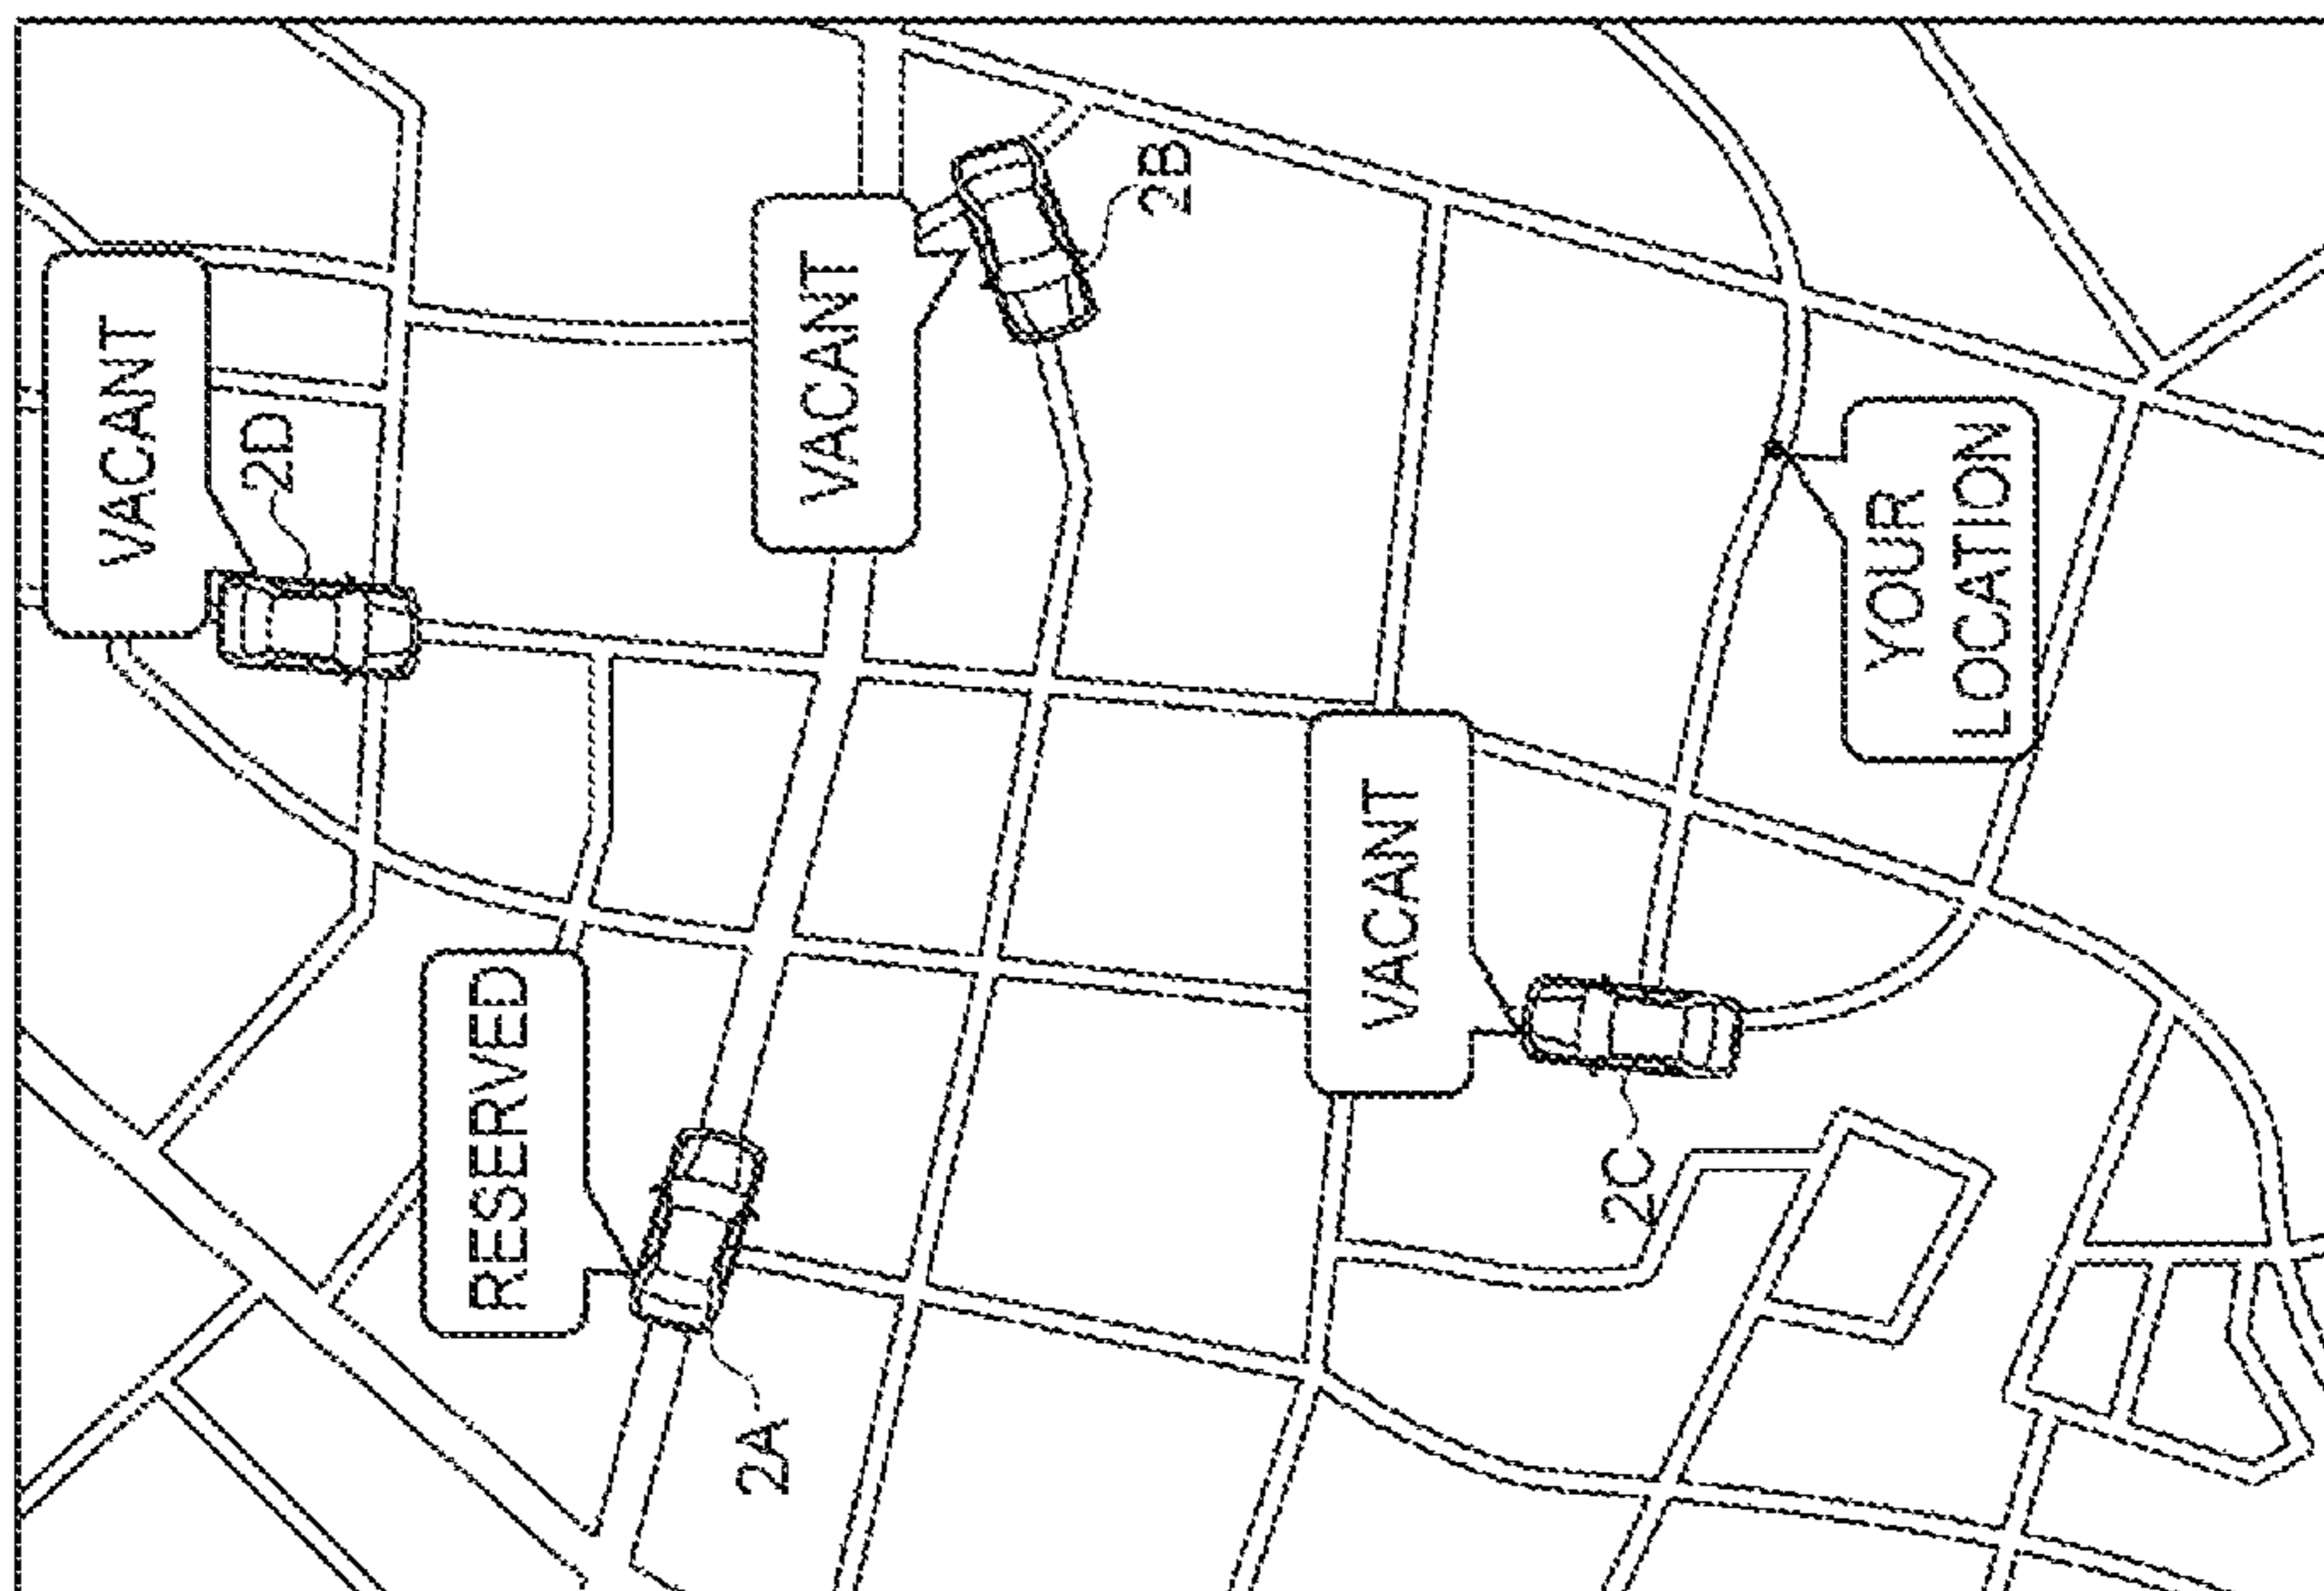 VACANT
2D
VACANT
2B
RESERVED
2A
VACANT
2C
YOUR
LOCATION